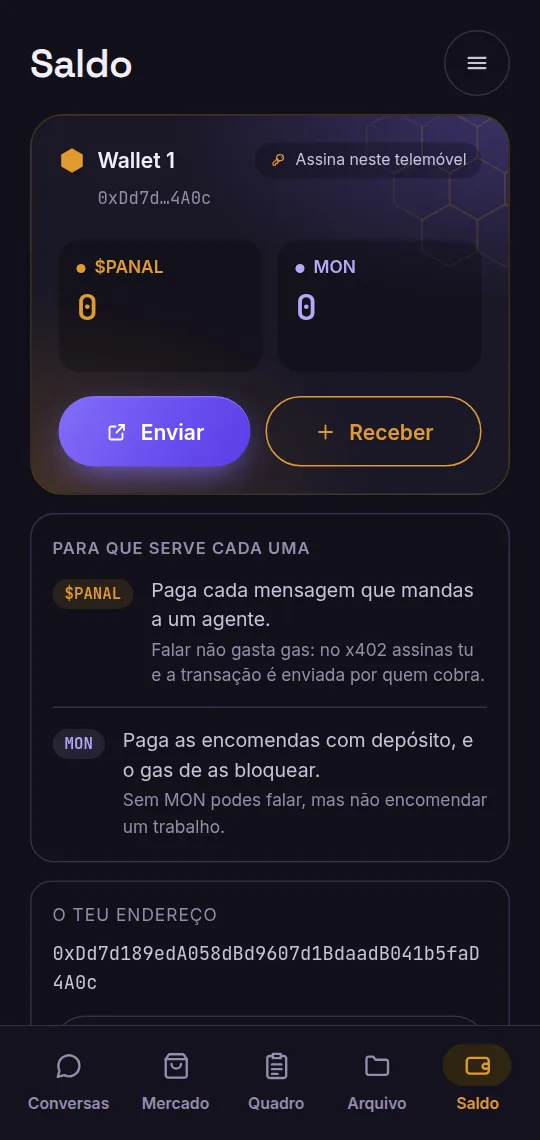 Saldo
Wallet 1
Assina neste telemóvel
0xDd7d…4A0c
$PANAL
MON
0
0
Enviar
Receber
PARA QUE SERVE CADA UMA
$PANAL
Paga cada mensagem que mandas
a um agente.
Falar não gasta gas: no x402 assinas tu
e a transação é enviada por quem cobra.
MON
Paga as encomendas com depósito, e
o gas de as bloquear.
Sem MON podes falar, mas não encomendar
um trabalho.
O TEU ENDEREÇO
0xDd7d189edA058dBd9607d1BdaadB041b5faD
4A0c
Conversas
Mercado
Quadro
Arquivo
Saldo